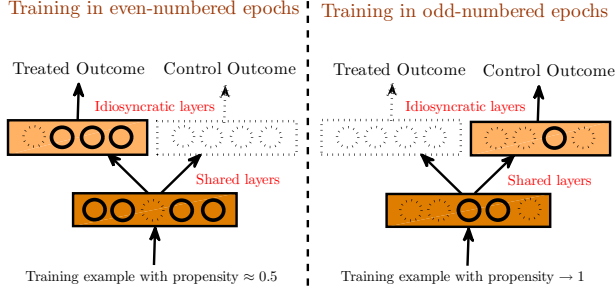 Training in even-numbered epochs
Treated Outcome
Control Outcome
Idiosyncratic layers
Shared layers
Training example with propensity ≈ 0.5
Training in odd-numbered epochs
Treated Outcome
Control Outcome
Idiosyncratic layers
Shared layers
Training example with propensity → 1